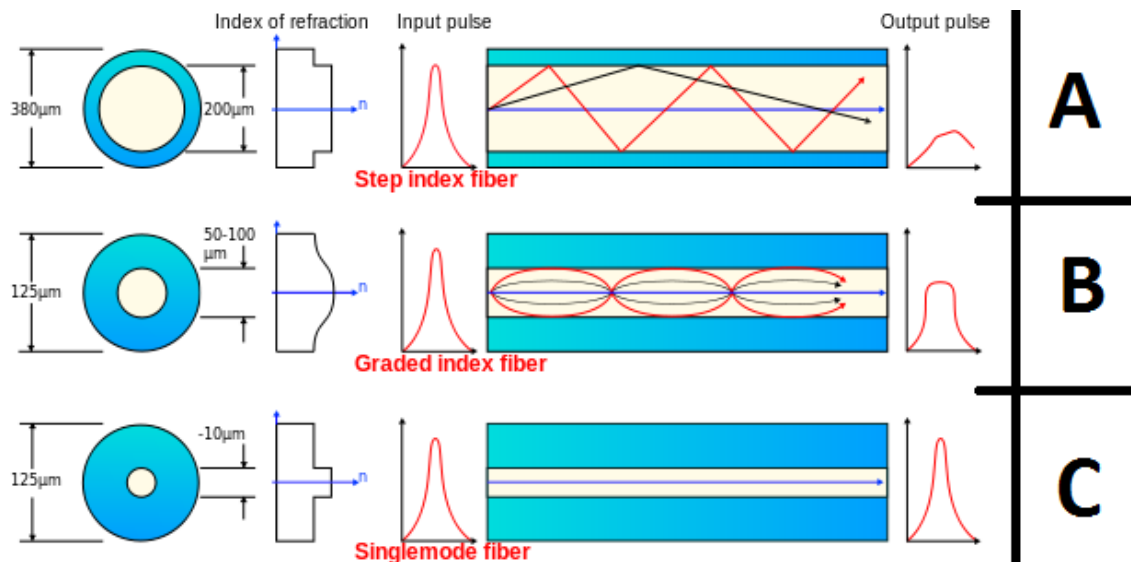 Index of refraction Input pulse Output pulse
380μm 200μm n A
Step index fiber
50-100
μm
125μm n B
Graded index fiber
-10μm
125μm n C
Singlemode fiber